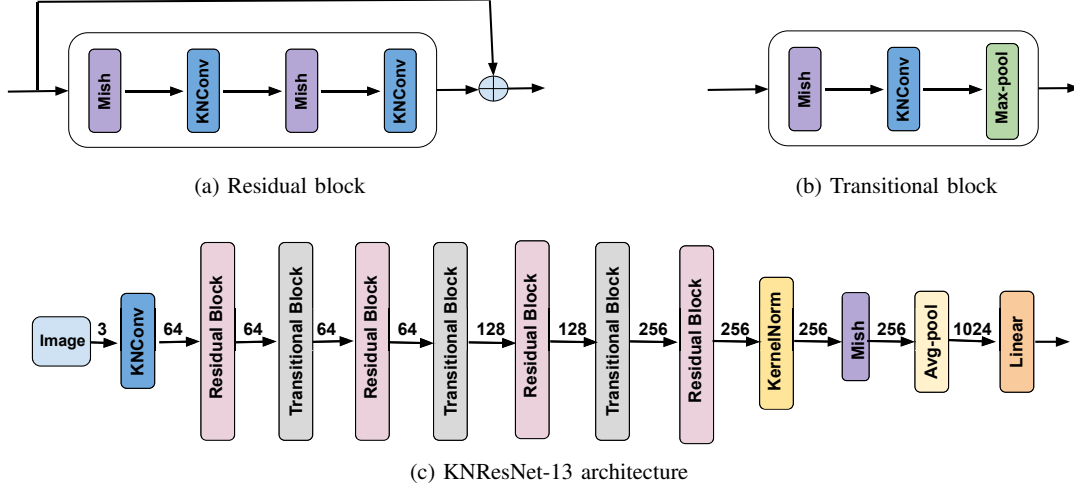 Mish
KNConv
Mish
KNConv
(a) Residual block
Mish
KNConv
Max-pool
(b) Transitional block
Image
3
KNConv
64
Residual Block
64
Transitional Block
64
Residual Block
64
Transitional Block
128
Residual Block
128
Transitional Block
256
Residual Block
256
KernelNorm
256
Mish
256
Avg-pool
1024
Linear
(c) KNResNet-13 architecture